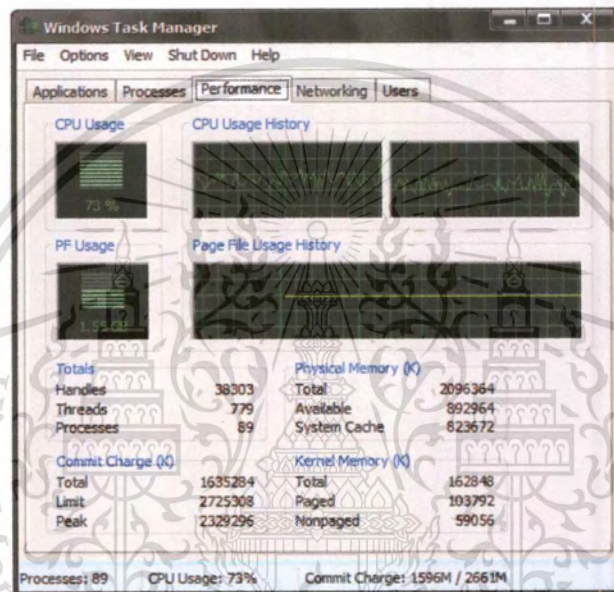 Windows Task Manager
File Options View Shut Down Help
Applications Processes Performance Networking Users
CPU Usage CPU Usage History
73 %
PF Usage Page File Usage History
1.55 GB
Totals Physical Memory (K)
Handles 38303 Total 2096364
Threads 779 Available 892964
Processes 89 System Cache 823672
Commit Charge (K) Kernel Memory (K)
Total 1635284 Total 162848
Limit 2725308 Paged 103792
Peak 2329296 Nonpaged 59056
Processes: 89 CPU Usage: 73% Commit Charge: 1596M / 2661M